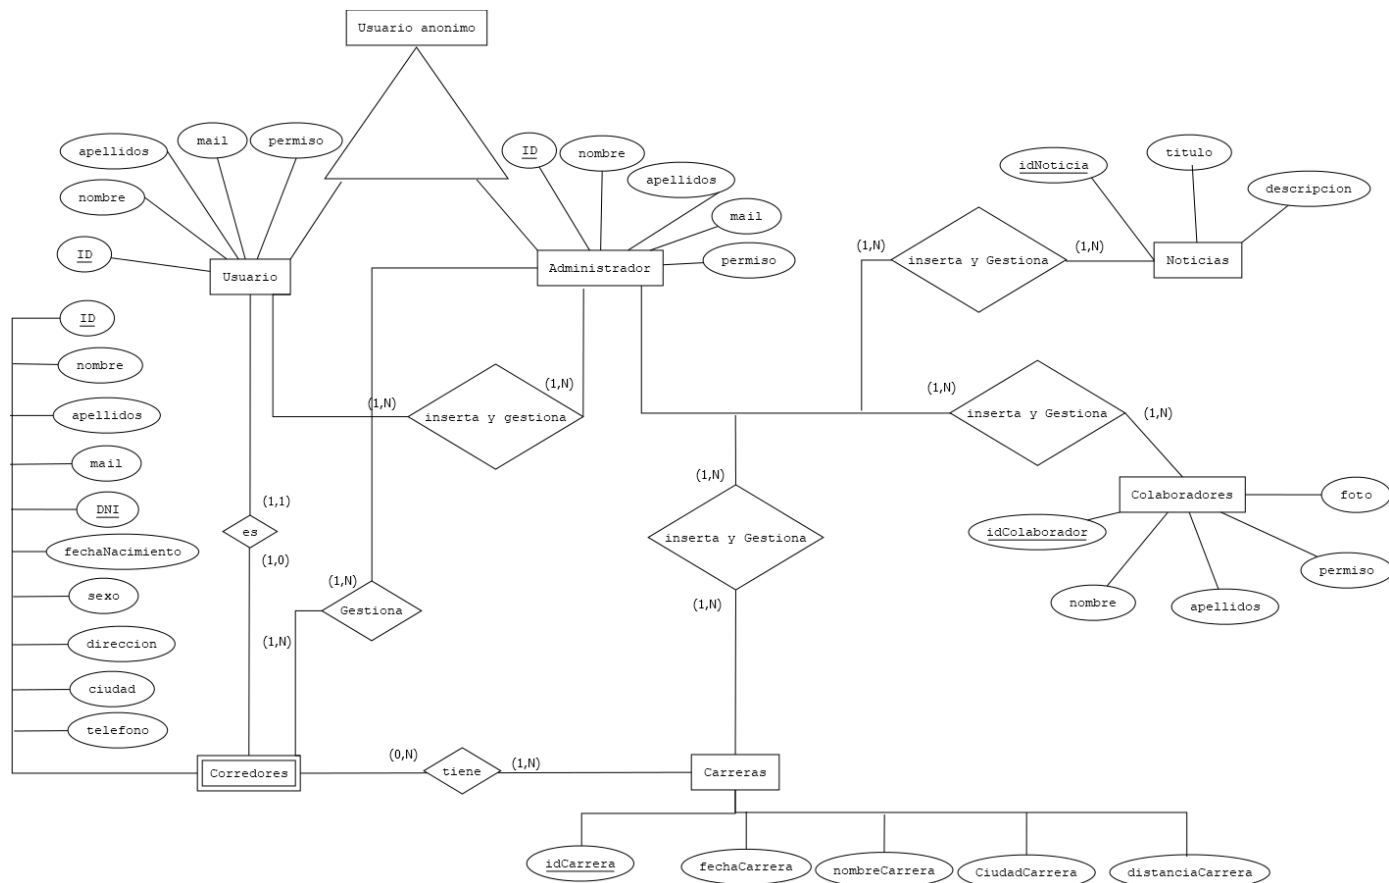 Usuario anonimo
apellidos
mail
permiso
nombre
ID
Usuario
ID
nombre
apellidos
mail
permiso
Administrador
idNoticia
titulo
descripcion
Noticias
(1,N)
inserta y Gestiona
(1,N)
ID
nombre
apellidos
mail
DNI
fechaNacimiento
sexo
direccion
ciudad
telefono
(1,N)
inserta y gestiona
(1,N)
(1,N)
inserta y Gestiona
(1,N)
Colaboradores
foto
idColaborador
nombre
apellidos
permiso
(1,1)
es
(1,0)
(1,N)
Gestiona
(1,N)
(1,N)
inserta y Gestiona
(1,N)
Corredores
(0,N)
tiene
(1,N)
Carreras
idCarrera
fechaCarrera
nombreCarrera
CiudadCarrera
distanciaCarrera